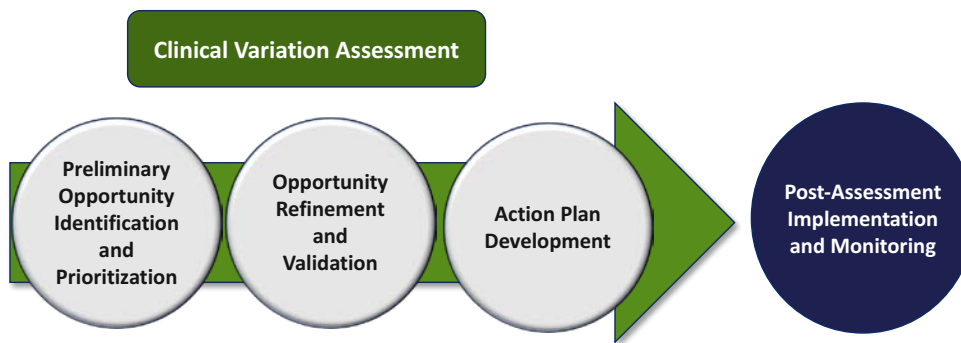 Clinical Variation Assessment
Preliminary
Opportunity
Identification
and
Prioritization
Opportunity
Refinement
and
Validation
Action Plan
Development
Post-Assessment
Implementation
and Monitoring